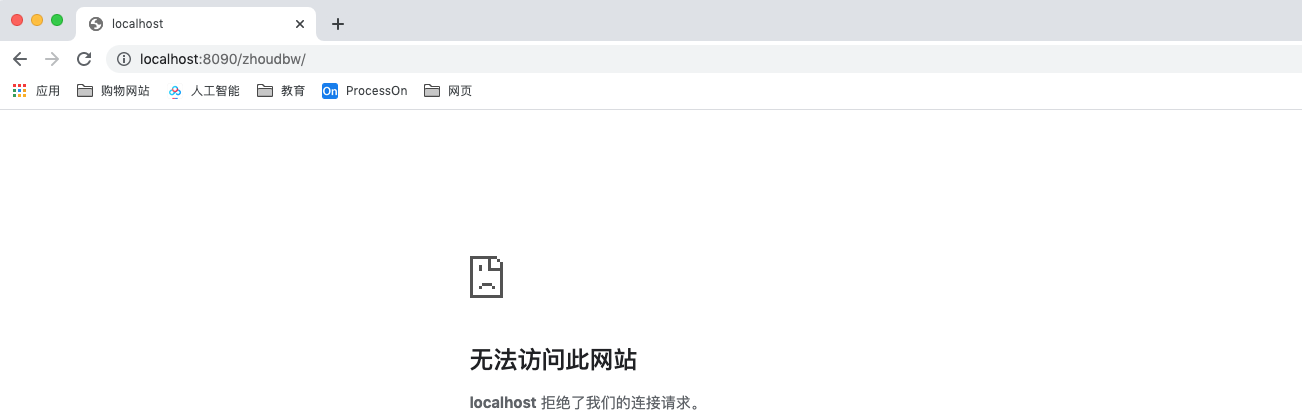 localhost
localhost:8090/zhoudbw/
应用 购物网站 人工智能 教育 On ProcessOn 网页
无法访问此网站
localhost 拒绝了我们的连接请求。